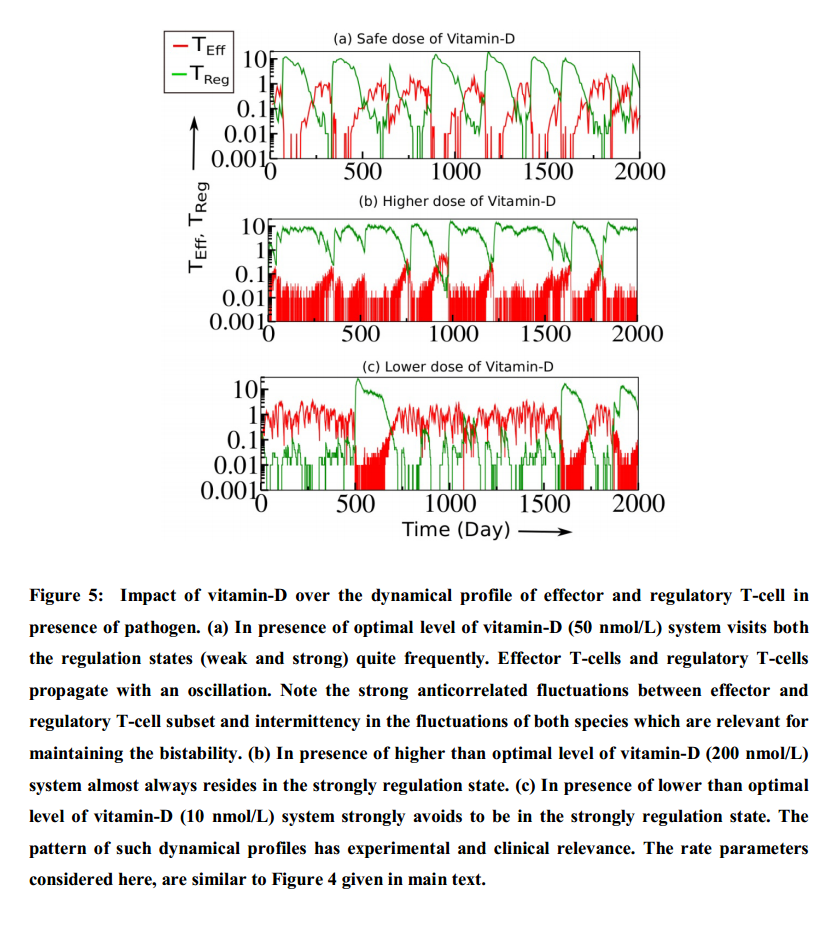 T_Eff
T_Reg
(a) Safe dose of Vitamin-D
10
1
0.1
0.01
0.001
0 500 1000 1500 2000
(b) Higher dose of Vitamin-D
10
1
0.1
0.01
0.001
0 500 1000 1500 2000
(c) Lower dose of Vitamin-D
10
1
0.1
0.01
0.001
0 500 1000 1500 2000
T_Eff, T_Reg
Time (Day)
Figure 5: Impact of vitamin-D over the dynamical profile of effector and regulatory T-cell in
presence of pathogen. (a) In presence of optimal level of vitamin-D (50 nmol/L) system visits both
the regulation states (weak and strong) quite frequently. Effector T-cells and regulatory T-cells
propagate with an oscillation. Note the strong anticorrelated fluctuations between effector and
regulatory T-cell subset and intermittency in the fluctuations of both species which are relevant for
maintaining the bistability. (b) In presence of higher than optimal level of vitamin-D (200 nmol/L)
system almost always resides in the strongly regulation state. (c) In presence of lower than optimal
level of vitamin-D (10 nmol/L) system strongly avoids to be in the strongly regulation state. The
pattern of such dynamical profiles has experimental and clinical relevance. The rate parameters
considered here, are similar to Figure 4 given in main text.